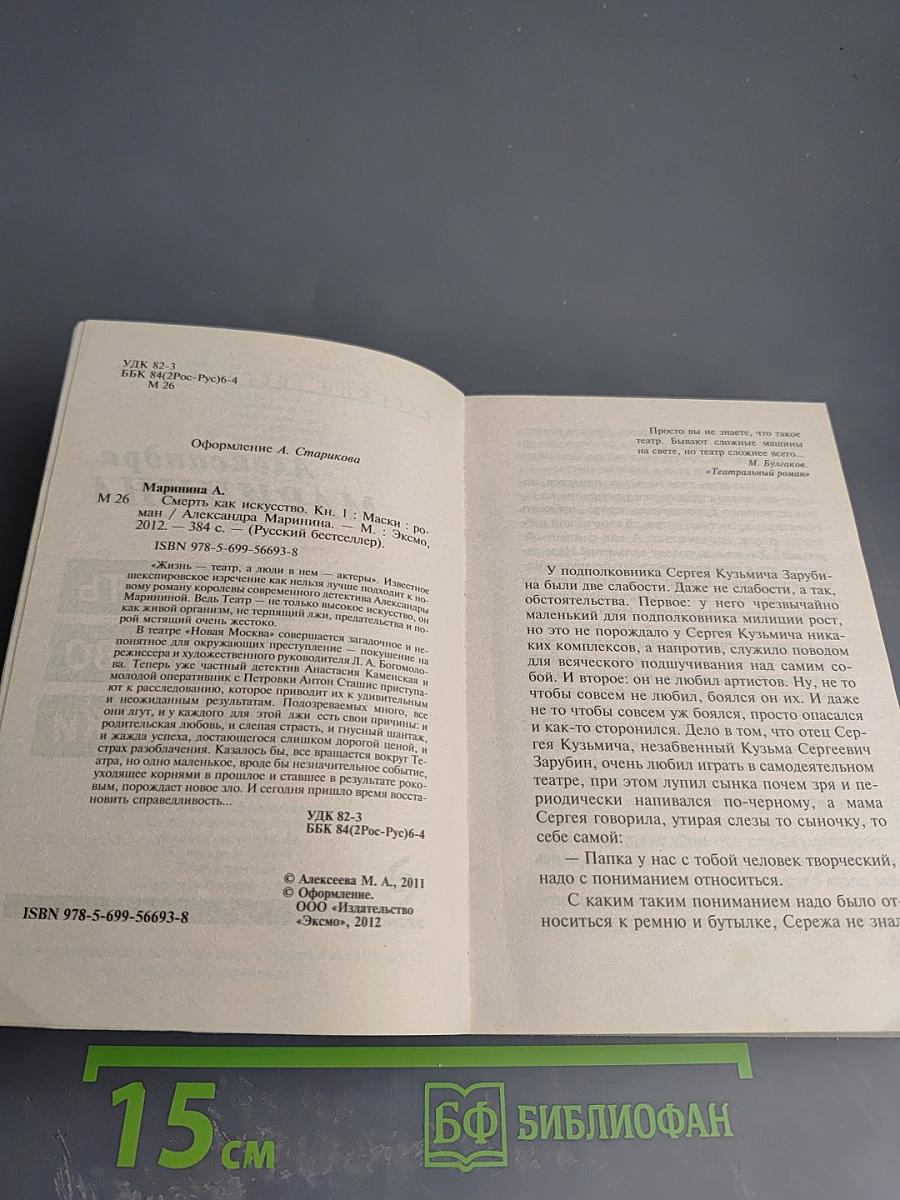 УДК 82-3
ББК 84(2Рос-Рус)6-4
М 26
Оформление А. Старикова
Маринина А.
М 26 Смерть как искусство. Кн. 1 : Маски : ро-
ман / Александра Маринина. — М. : Эксмо,
2012. — 384 с. — (Русский бестселлер).
ISBN 978-5-699-56693-8
«Жизнь — театр, а люди в нем — актеры». Известное
шекспировское изречение как нельзя лучше подходит к но-
вому роману королевы современного детектива Александры
Марининой. Ведь Театр — не только высокое искусство, он
как живой организм, не терпящий лжи, предательства и по-
рой мстящий очень жестоко.
В театре «Новая Москва» совершается загадочное и не-
понятное для окружающих преступление — покушение на
режиссера и художественного руководителя Л. А. Богомоло-
ва. Теперь уже частный детектив Анастасия Каменская и
молодой оперативник с Петровки Антон Сташис приступа-
ют к расследованию, которое приводит их к удивительным
и неожиданным результатам. Подозреваемых много, все
они лгут, и у каждого для этой лжи есть свои причины: и
родительская любовь, и слепая страсть, и гнусный шантаж,
и жажда успеха, достающегося слишком дорогой ценой, и
страх разоблачения. Казалось бы, все вращается вокруг Те-
атра, но одно маленькое, вроде бы незначительное событие,
уходящее корнями в прошлое и ставшее в результате роко-
вым, порождает новое зло. И сегодня пришло время восста-
новить справедливость...
УДК 82-3
ББК 84(2Рос-Рус)6-4
© Алексеева М. А., 2011
© Оформление.
ООО «Издательство
«Эксмо», 2012
ISBN 978-5-699-56693-8
Просто вы не знаете, что такое
театр. Бывают сложные машины
на свете, но театр сложнее всего...
М. Булгаков.
«Театральный роман»
У подполковника Сергея Кузьмича Заруби-
на были две слабости. Даже не слабости, а так,
обстоятельства. Первое: у него чрезвычайно
маленький для подполковника милиции рост,
но это не порождало у Сергея Кузьмича ника-
ких комплексов, а напротив, служило поводом
для всяческого подшучивания над самим со-
бой. И второе: он не любил артистов. Ну, не то
чтобы совсем не любил, боялся он их. И даже
не то чтобы совсем уж боялся, просто опасался
и как-то сторонился. Дело в том, что отец Сер-
гея Кузьмича, незабвенный Кузьма Сергеевич
Зарубин, очень любил играть в самодеятельном
театре, при этом лупил сынка почем зря и пе-
риодически напивался по-черному, а мама
Сергея говорила, утирая слезы то сыночку, то
себе самой:
— Папка у нас с тобой человек творческий,
надо с пониманием относиться.
С каким таким пониманием надо было от-
носиться к ремню и бутылке, Сережа не знал
15 см
БФ БИБЛИОФАН